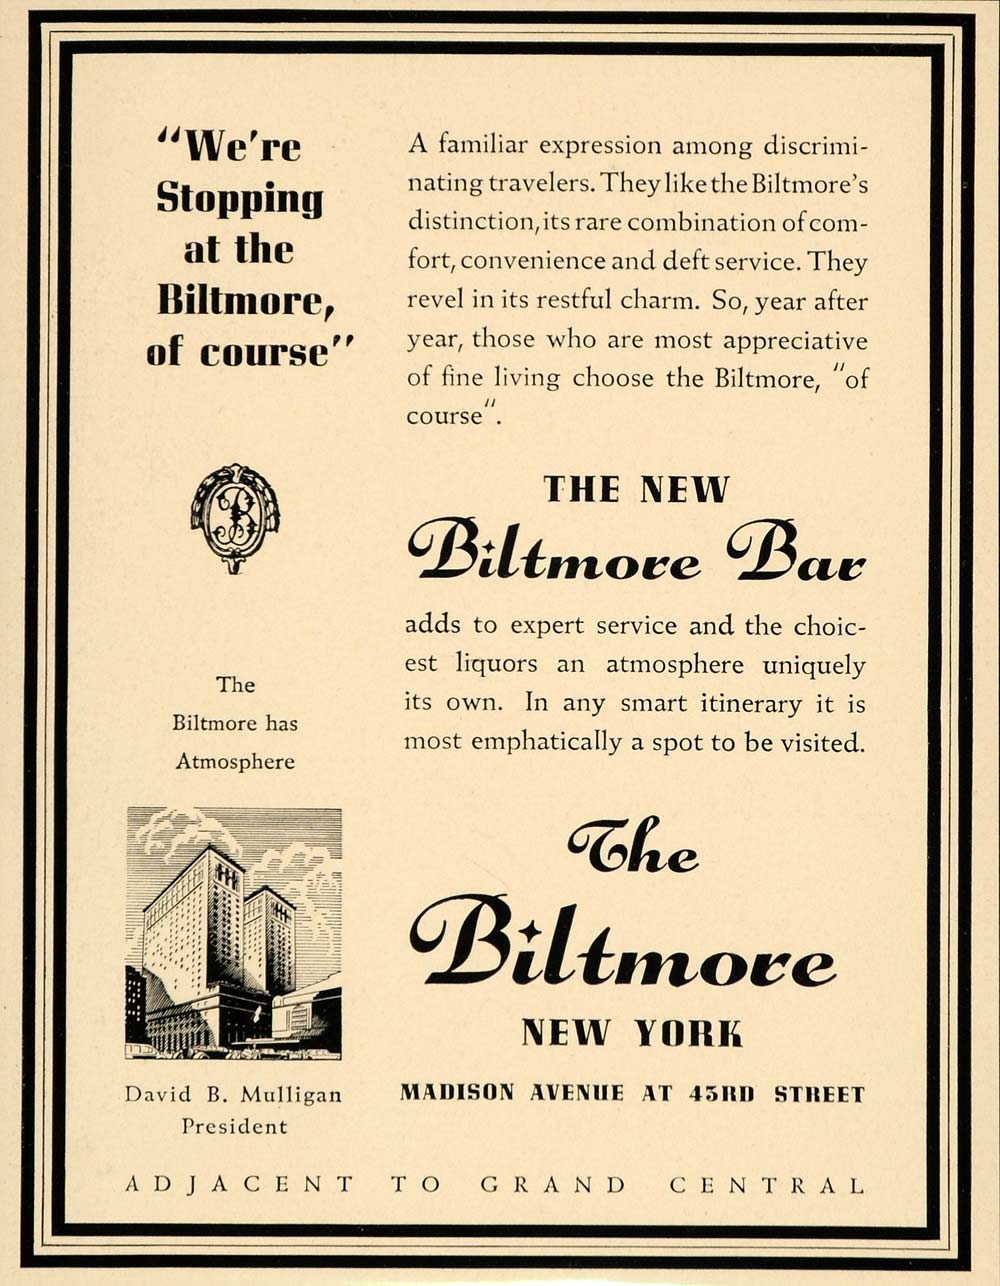 “We're
Stopping
at the
Biltmore,
of course”
A familiar expression among discrimi-
nating travelers. They like the Biltmore's
distinction, its rare combination of com-
fort, convenience and deft service. They
revel in its restful charm. So, year after
year, those who are most appreciative
of fine living choose the Biltmore, "of
course".
B
THE NEW
Biltmore Bar
adds to expert service and the choic-
est liquors an atmosphere uniquely
its own. In any smart itinerary it is
most emphatically a spot to be visited.
The
Biltmore has
Atmosphere
David B. Mulligan
President
The
Biltmore
NEW YORK
MADISON AVENUE AT 43RD STREET
ADJACENT TO GRAND CENTRAL